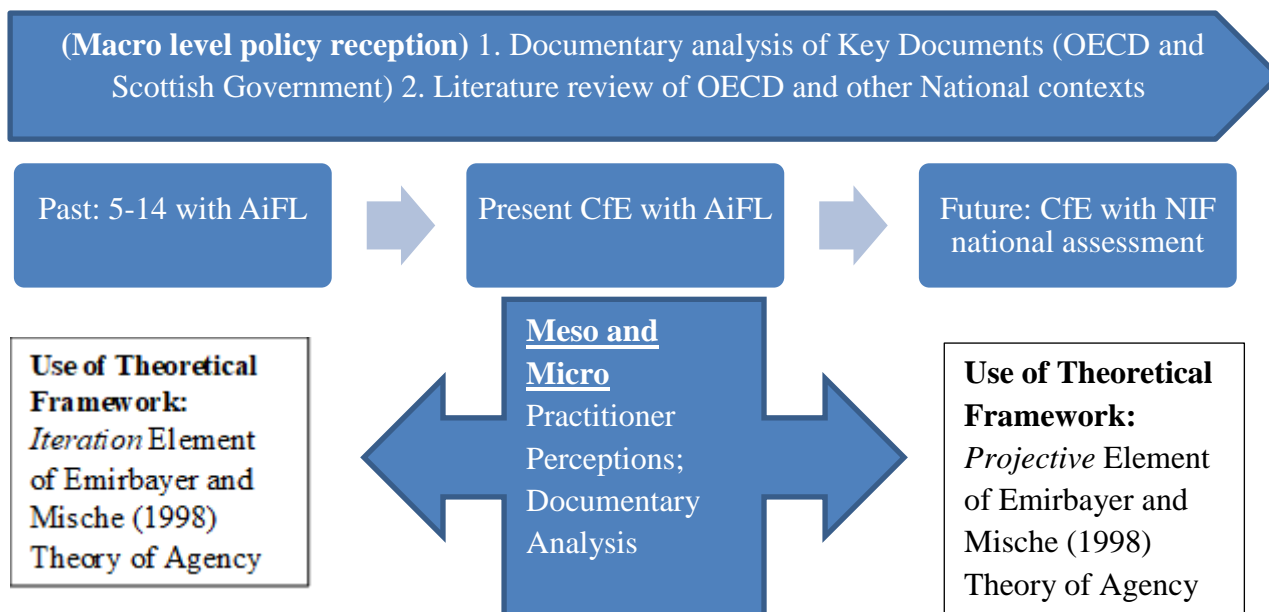 (Macro level policy reception) 1. Documentary analysis of Key Documents (OECD and
Scottish Government) 2. Literature review of OECD and other National contexts
Past: 5-14 with AiFL
Present CfE with AiFL
Future: CfE with NIF
national assessment
Use of Theoretical
Framework:
Iteration Element
of Emirbayer and
Mische (1998)
Theory of Agency
Meso and
Micro
Practitioner
Perceptions;
Documentary
Analysis
Use of Theoretical
Framework:
Projective Element
of Emirbayer and
Mische (1998)
Theory of Agency